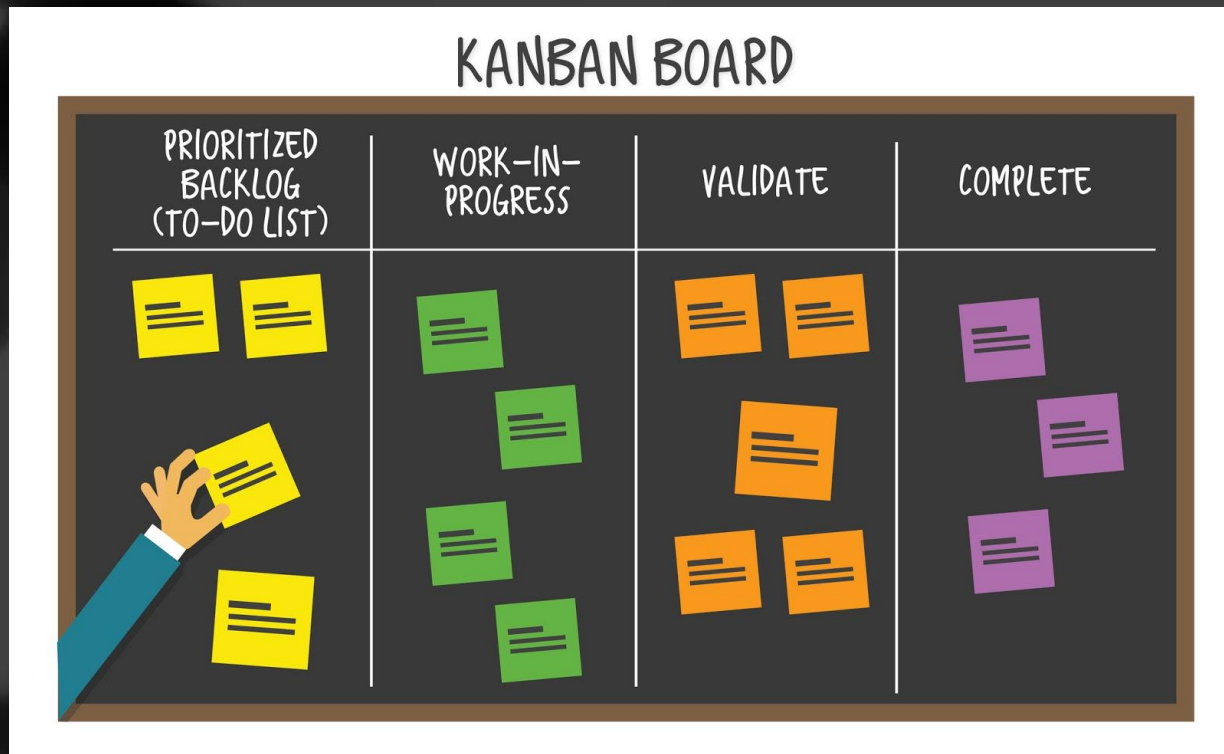 KANBAN BOARD
PRIORITIZED
BACKLOG
(TO-DO LIST)
WORK-IN-
PROGRESS
VALIDATE
COMPLETE